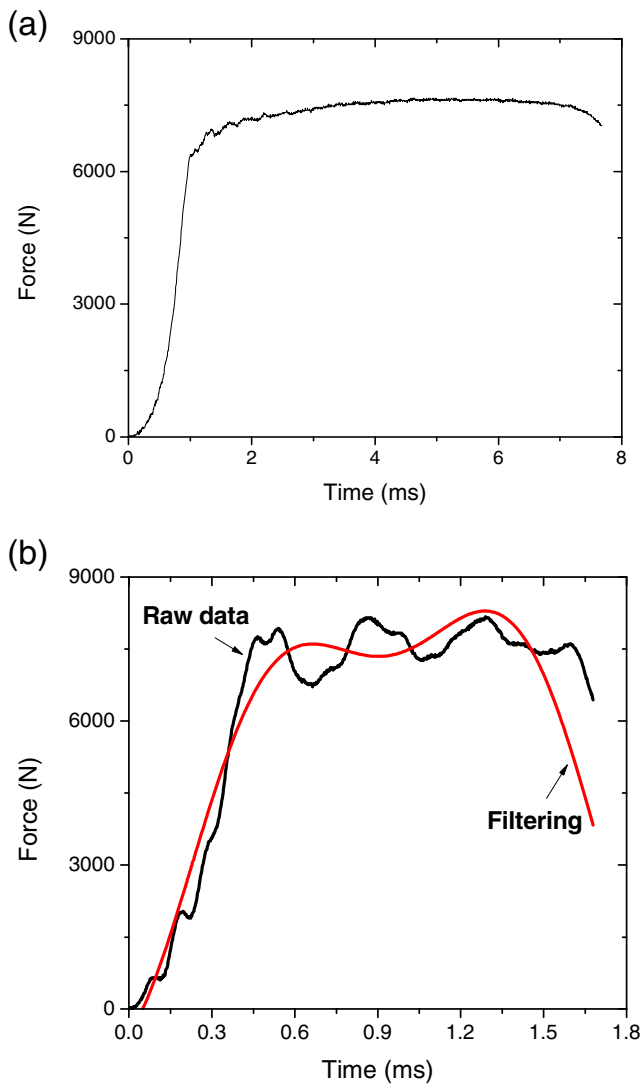 (a)
9000
6000
3000
0
Force (N)
0 2 4 6 8
Time (ms)
(b)
9000
6000
3000
0
Force (N)
Raw data
Filtering
0.0 0.3 0.6 0.9 1.2 1.5 1.8
Time (ms)